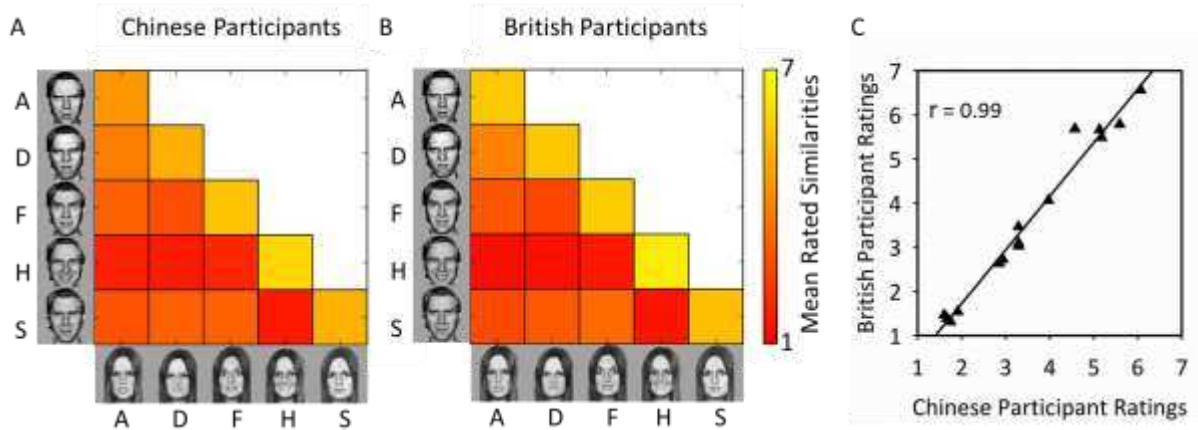 A Chinese Participants B British Participants C
A
D
F
H
S
A D F H S
A
D
F
H
S
A D F H S
7
Mean Rated Similarities
1
r = 0.99
British Participant Ratings
7
6
5
4
3
2
1
1 2 3 4 5 6 7
Chinese Participant Ratings